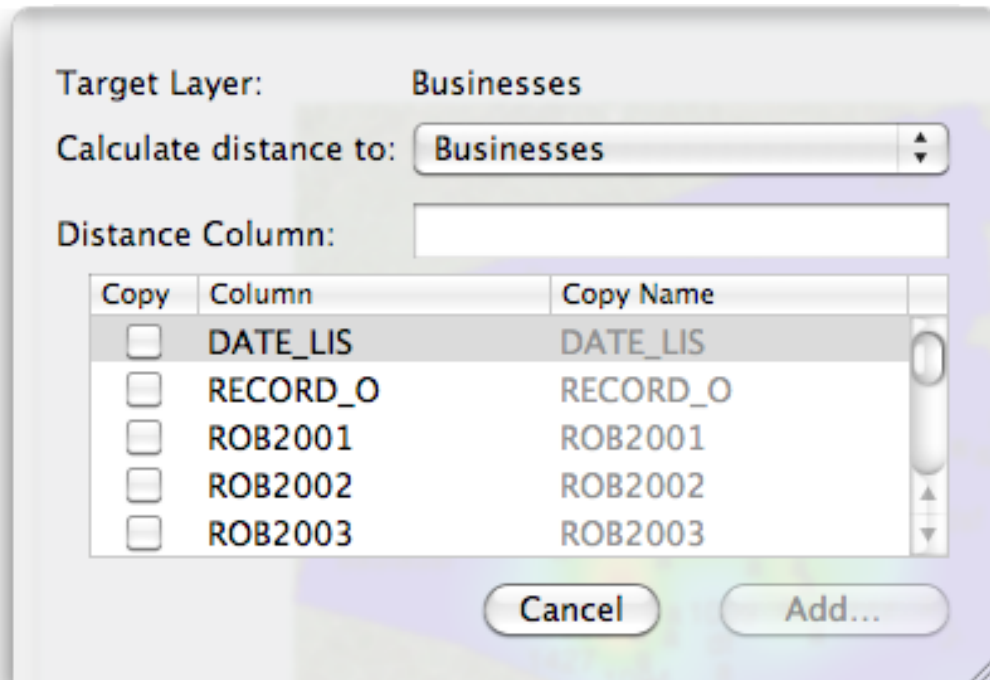 Target Layer: Businesses
Calculate distance to: Businesses
Distance Column:
Copy Column Copy Name
DATE_LIS DATE_LIS
RECORD_O RECORD_O
ROB2001 ROB2001
ROB2002 ROB2002
ROB2003 ROB2003
Cancel Add...